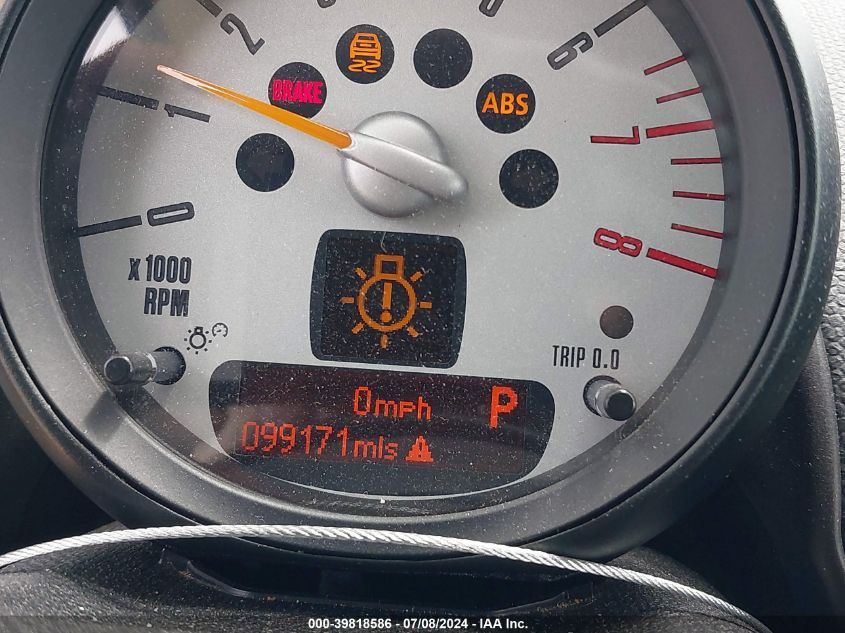 2
6
BRAKE
ABS
1
7
0
8
x 1000
RPM
TRIP 0.0
0mph P
099171mls
000-39818586 - 07/08/2024 - IAA Inc.